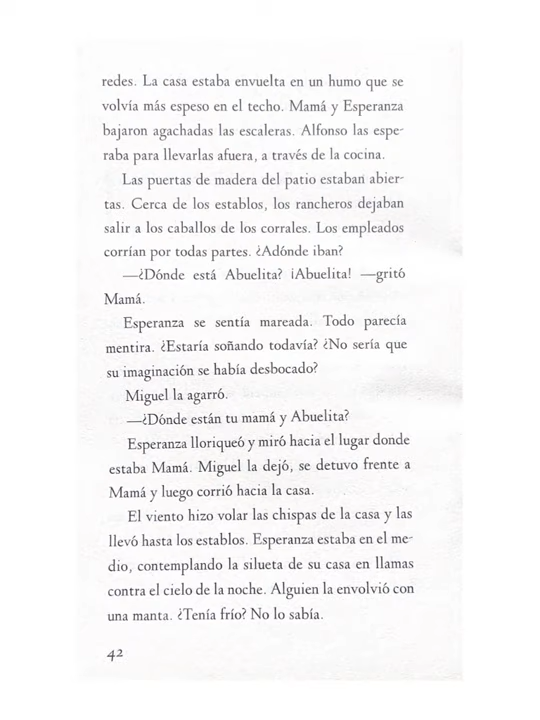 redes. La casa estaba envuelta en un humo que se
volvía más espeso en el techo. Mamá y Esperanza
bajaron agachadas las escaleras. Alfonso las espe-
raba para llevarlas afuera, a través de la cocina.
Las puertas de madera del patio estaban abier-
tas. Cerca de los establos, los rancheros dejaban
salir a los caballos de los corrales. Los empleados
corrían por todas partes. ¿Adónde iban?
—¿Dónde está Abuelita? ¡Abuelita! —gritó
Mamá.
Esperanza se sentía mareada. Todo parecía
mentira. ¿Estaría soñando todavía? ¿No sería que
su imaginación se había desbocado?
Miguel la agarró.
—¿Dónde están tu mamá y Abuelita?
Esperanza lloriqueó y miró hacia el lugar donde
estaba Mamá. Miguel la dejó, se detuvo frente a
Mamá y luego corrió hacia la casa.
El viento hizo volar las chispas de la casa y las
llevó hasta los establos. Esperanza estaba en el me-
dio, contemplando la silueta de su casa en llamas
contra el cielo de la noche. Alguien la envolvió con
una manta. ¿Tenía frío? No lo sabía.
42